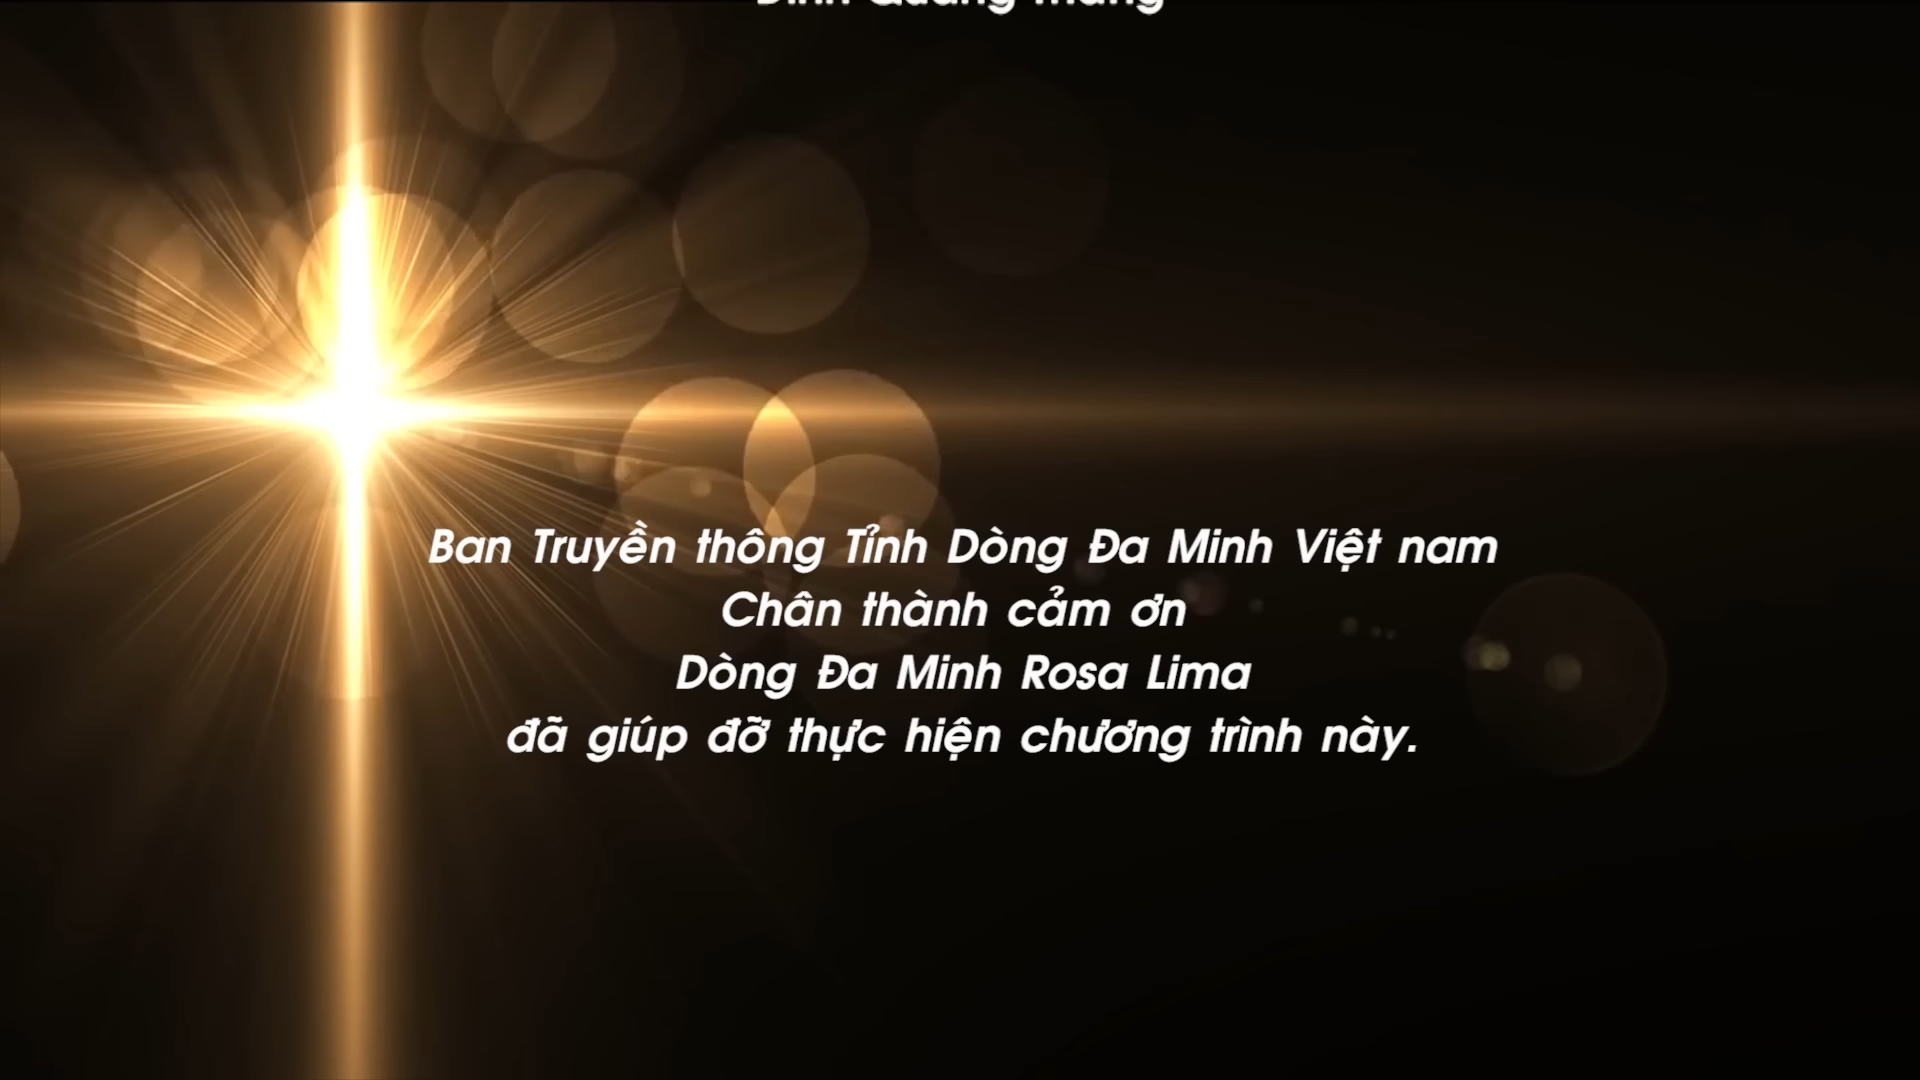 Ban Truyền thông Tỉnh Dòng Đa Minh Việt nam
Chân thành cảm ơn
Dòng Đa Minh Rosa Lima
đã giúp đỡ thực hiện chương trình này.